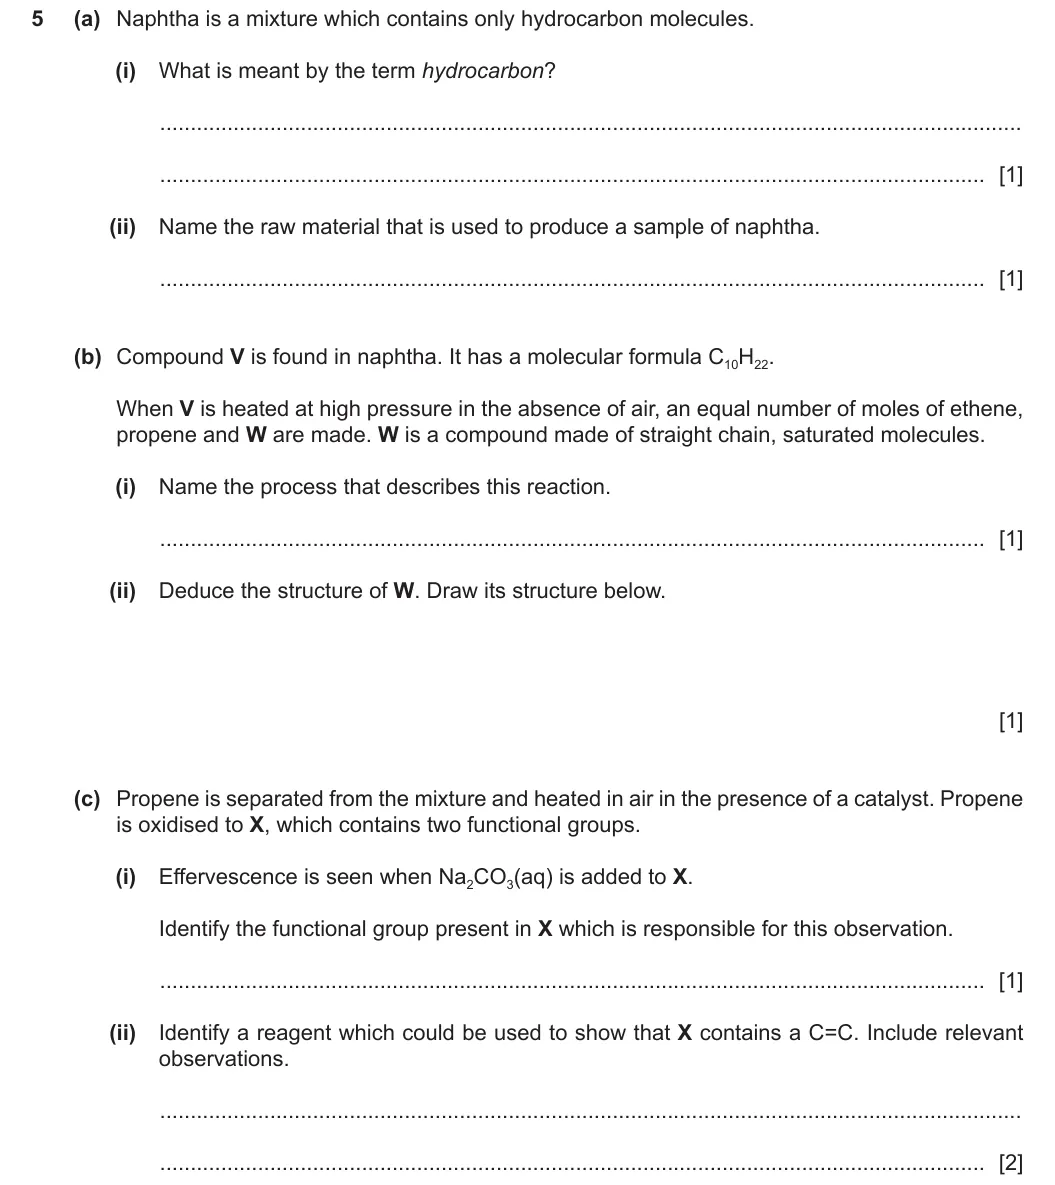 5 (a) Naphtha is a mixture which contains only hydrocarbon molecules.
(i) What is meant by the term hydrocarbon?
..........................................................................................................................................
.................................................................................................................................... [1]
(ii) Name the raw material that is used to produce a sample of naphtha.
.................................................................................................................................... [1]
(b) Compound V is found in naphtha. It has a molecular formula C₁₀H₂₂.
When V is heated at high pressure in the absence of air, an equal number of moles of ethene,
propene and W are made. W is a compound made of straight chain, saturated molecules.
(i) Name the process that describes this reaction.
.................................................................................................................................... [1]
(ii) Deduce the structure of W. Draw its structure below.
[1]
(c) Propene is separated from the mixture and heated in air in the presence of a catalyst. Propene
is oxidised to X, which contains two functional groups.
(i) Effervescence is seen when Na₂CO₃(aq) is added to X.
Identify the functional group present in X which is responsible for this observation.
.................................................................................................................................... [1]
(ii) Identify a reagent which could be used to show that X contains a C=C. Include relevant
observations.
..........................................................................................................................................
.................................................................................................................................... [2]